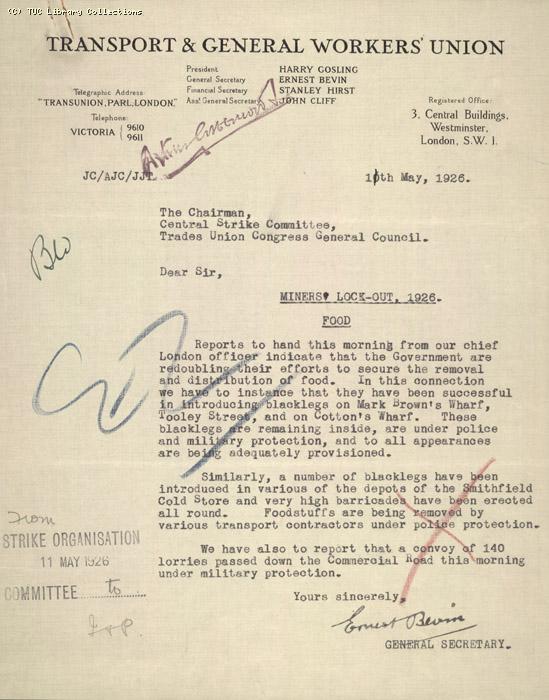 (C) TUC Library Collections
TRANSPORT & GENERAL WORKERS' UNION
President HARRY GOSLING
General Secretary ERNEST BEVIN
Financial Secretary STANLEY HIRST
Asst General Secretary JOHN CLIFF
Telegraphic Address:
"TRANSUNION, PARL, LONDON."
Telephone:
VICTORIA { 9610
9611
Registered Office:
3, Central Buildings,
Westminster,
London, S.W.1.
JC/AJC/JJT.
May, 1926.
The Chairman,
Central Strike Committee,
Trades Union Congress General Council.
Dear Sir,
MINERS' LOCK-OUT, 1926.
FOOD
Reports to hand this morning from our chief
London officer indicate that the Government are
redoubling their efforts to secure the removal
and distribution of food. In this connection
we have to instance that they have been successful
in introducing blacklegs on Mark Brown's Wharf,
Tooley Street, and on Cotton's Wharf. These
blacklegs are remaining inside, are under police
and military protection, and to all appearances
are being adequately provisioned.
Similarly, a number of blacklegs have been
introduced in various of the depots of the Smithfield
Cold Store and very high barricades have been erected
all round. Foodstuffs are being removed by
various transport contractors under police protection.
We have also to report that a convoy of 140
lorries passed down the Commercial Road this morning
under military protection.
From
STRIKE ORGANISATION
11 MAY 1926
COMMITTEE to
Yours sincerely,
Ernest Bevin
GENERAL SECRETARY.